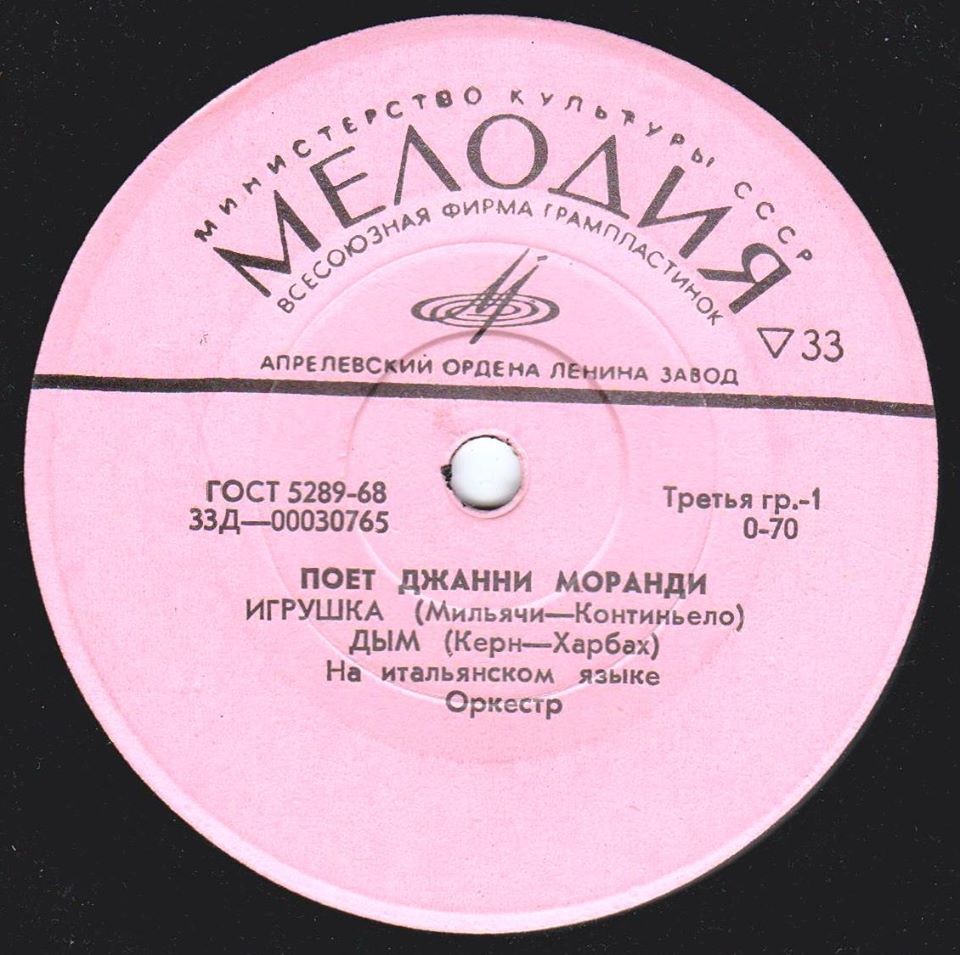 МИНИСТЕРСТВО КУЛЬТУРЫ СССР
МЕЛОДИЯ
ВСЕСОЮЗНАЯ ФИРМА ГРАМПЛАСТИНОК
33
АПРЕЛЕВСКИЙ ОРДЕНА ЛЕНИНА ЗАВОД
ГОСТ 5289-68
33Д—00030765
Третья гр.-1
0-70
ПОЕТ ДЖАННИ МОРАНДИ
ИГРУШКА (Мильячи—Континьело)
ДЫМ (Керн—Харбах)
На итальянском языке
Оркестр